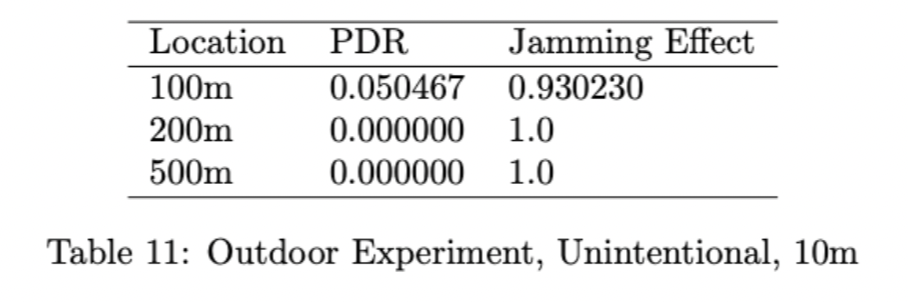 Location PDR Jamming Effect
100m 0.050467 0.930230
200m 0.000000 1.0
500m 0.000000 1.0
Table 11: Outdoor Experiment, Unintentional, 10m